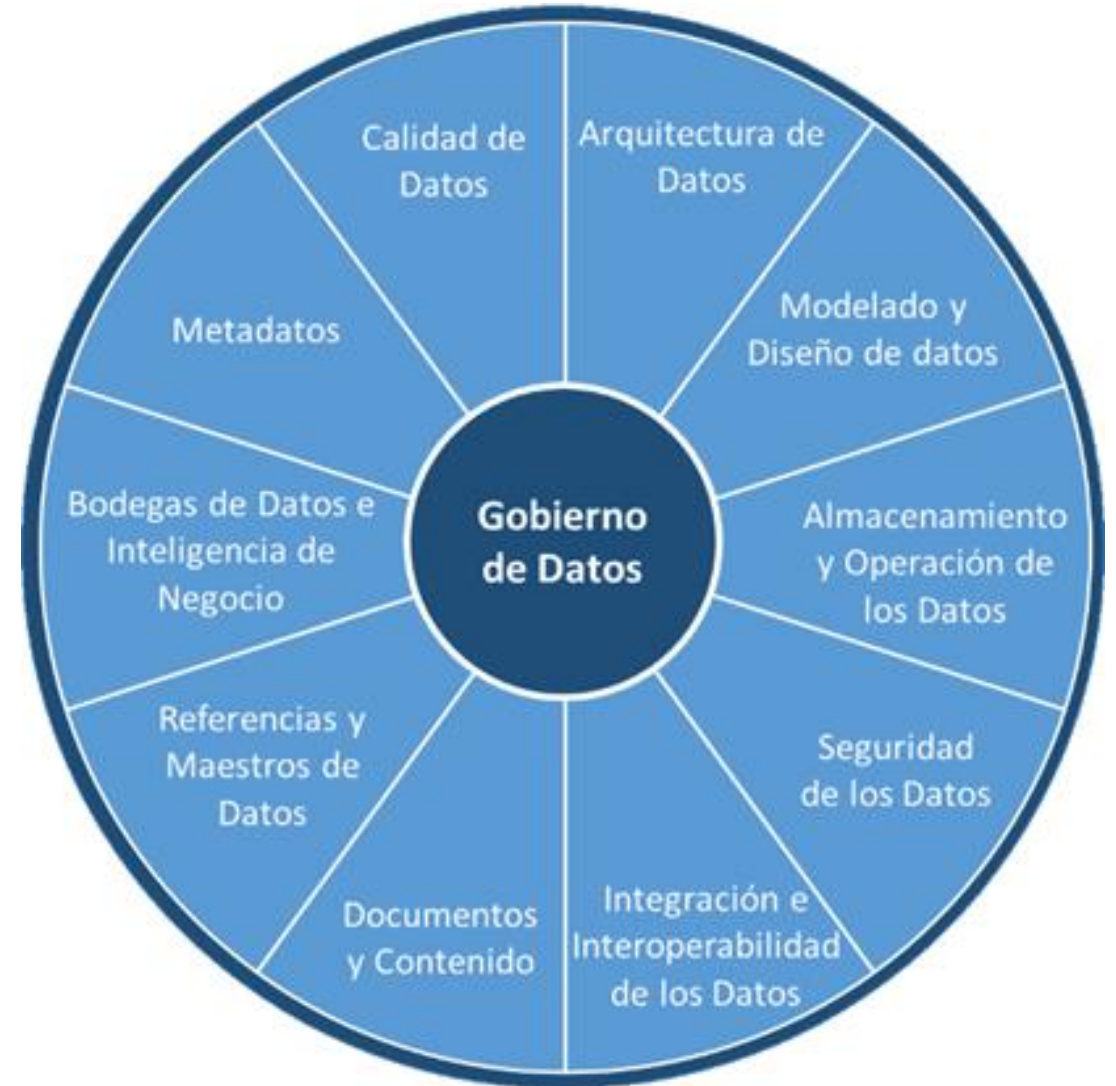 Calidad de
Datos
Arquitectura de
Datos
Modelado y
Diseño de datos
Almacenamiento
y Operación de
los Datos
Seguridad
de los Datos
Integración e
Interoperabilidad
de los Datos
Documentos
y Contenido
Referencias y
Maestros de
Datos
Bodegas de Datos e
Inteligencia de
Negocio
Metadatos
Gobierno
de Datos